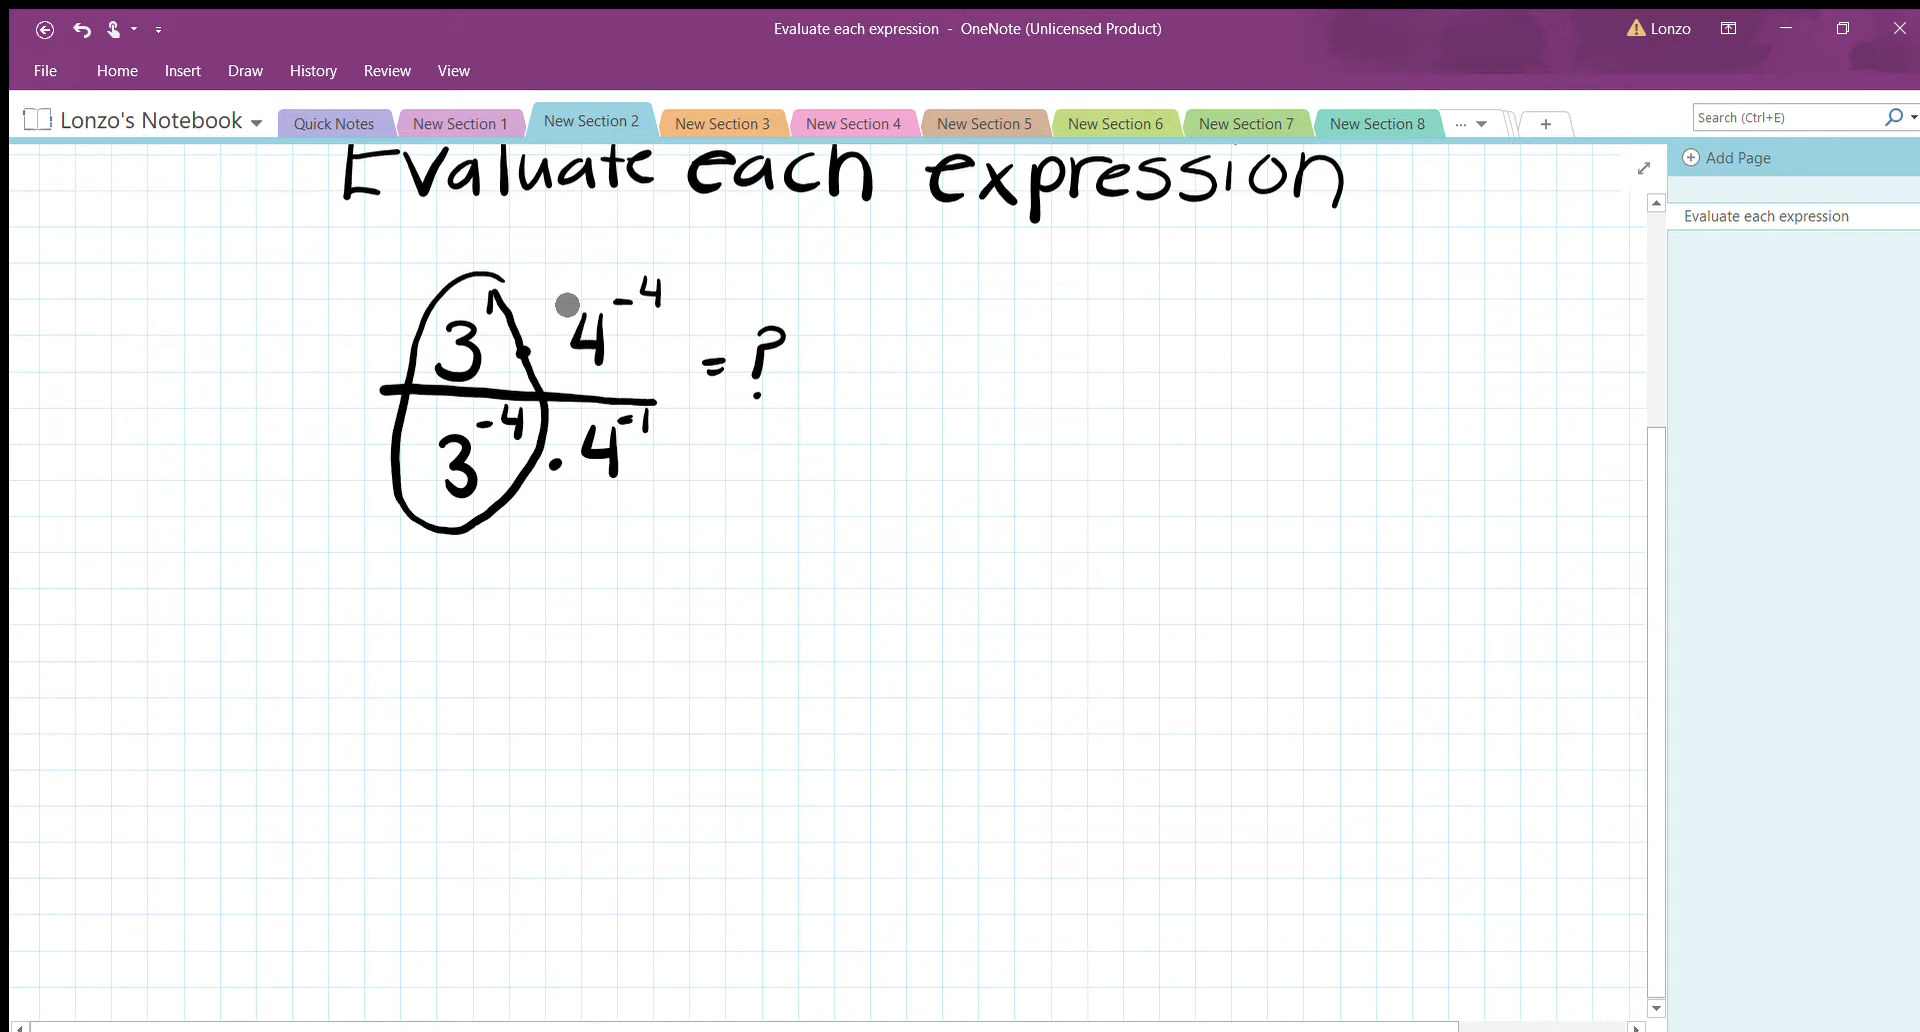 Evaluate each expression - OneNote (Unlicensed Product)
Lonzo
File Home Insert Draw History Review View
Lonzo's Notebook Quick Notes New Section 1 New Section 2 New Section 3 New Section 4 New Section 5 New Section 6 New Section 7 New Section 8 ... + Search (Ctrl+E)
Evaluate each expression
Add Page
Evaluate each expression
3¹ · 4⁻⁴
= ?
3⁻⁴ · 4⁻¹